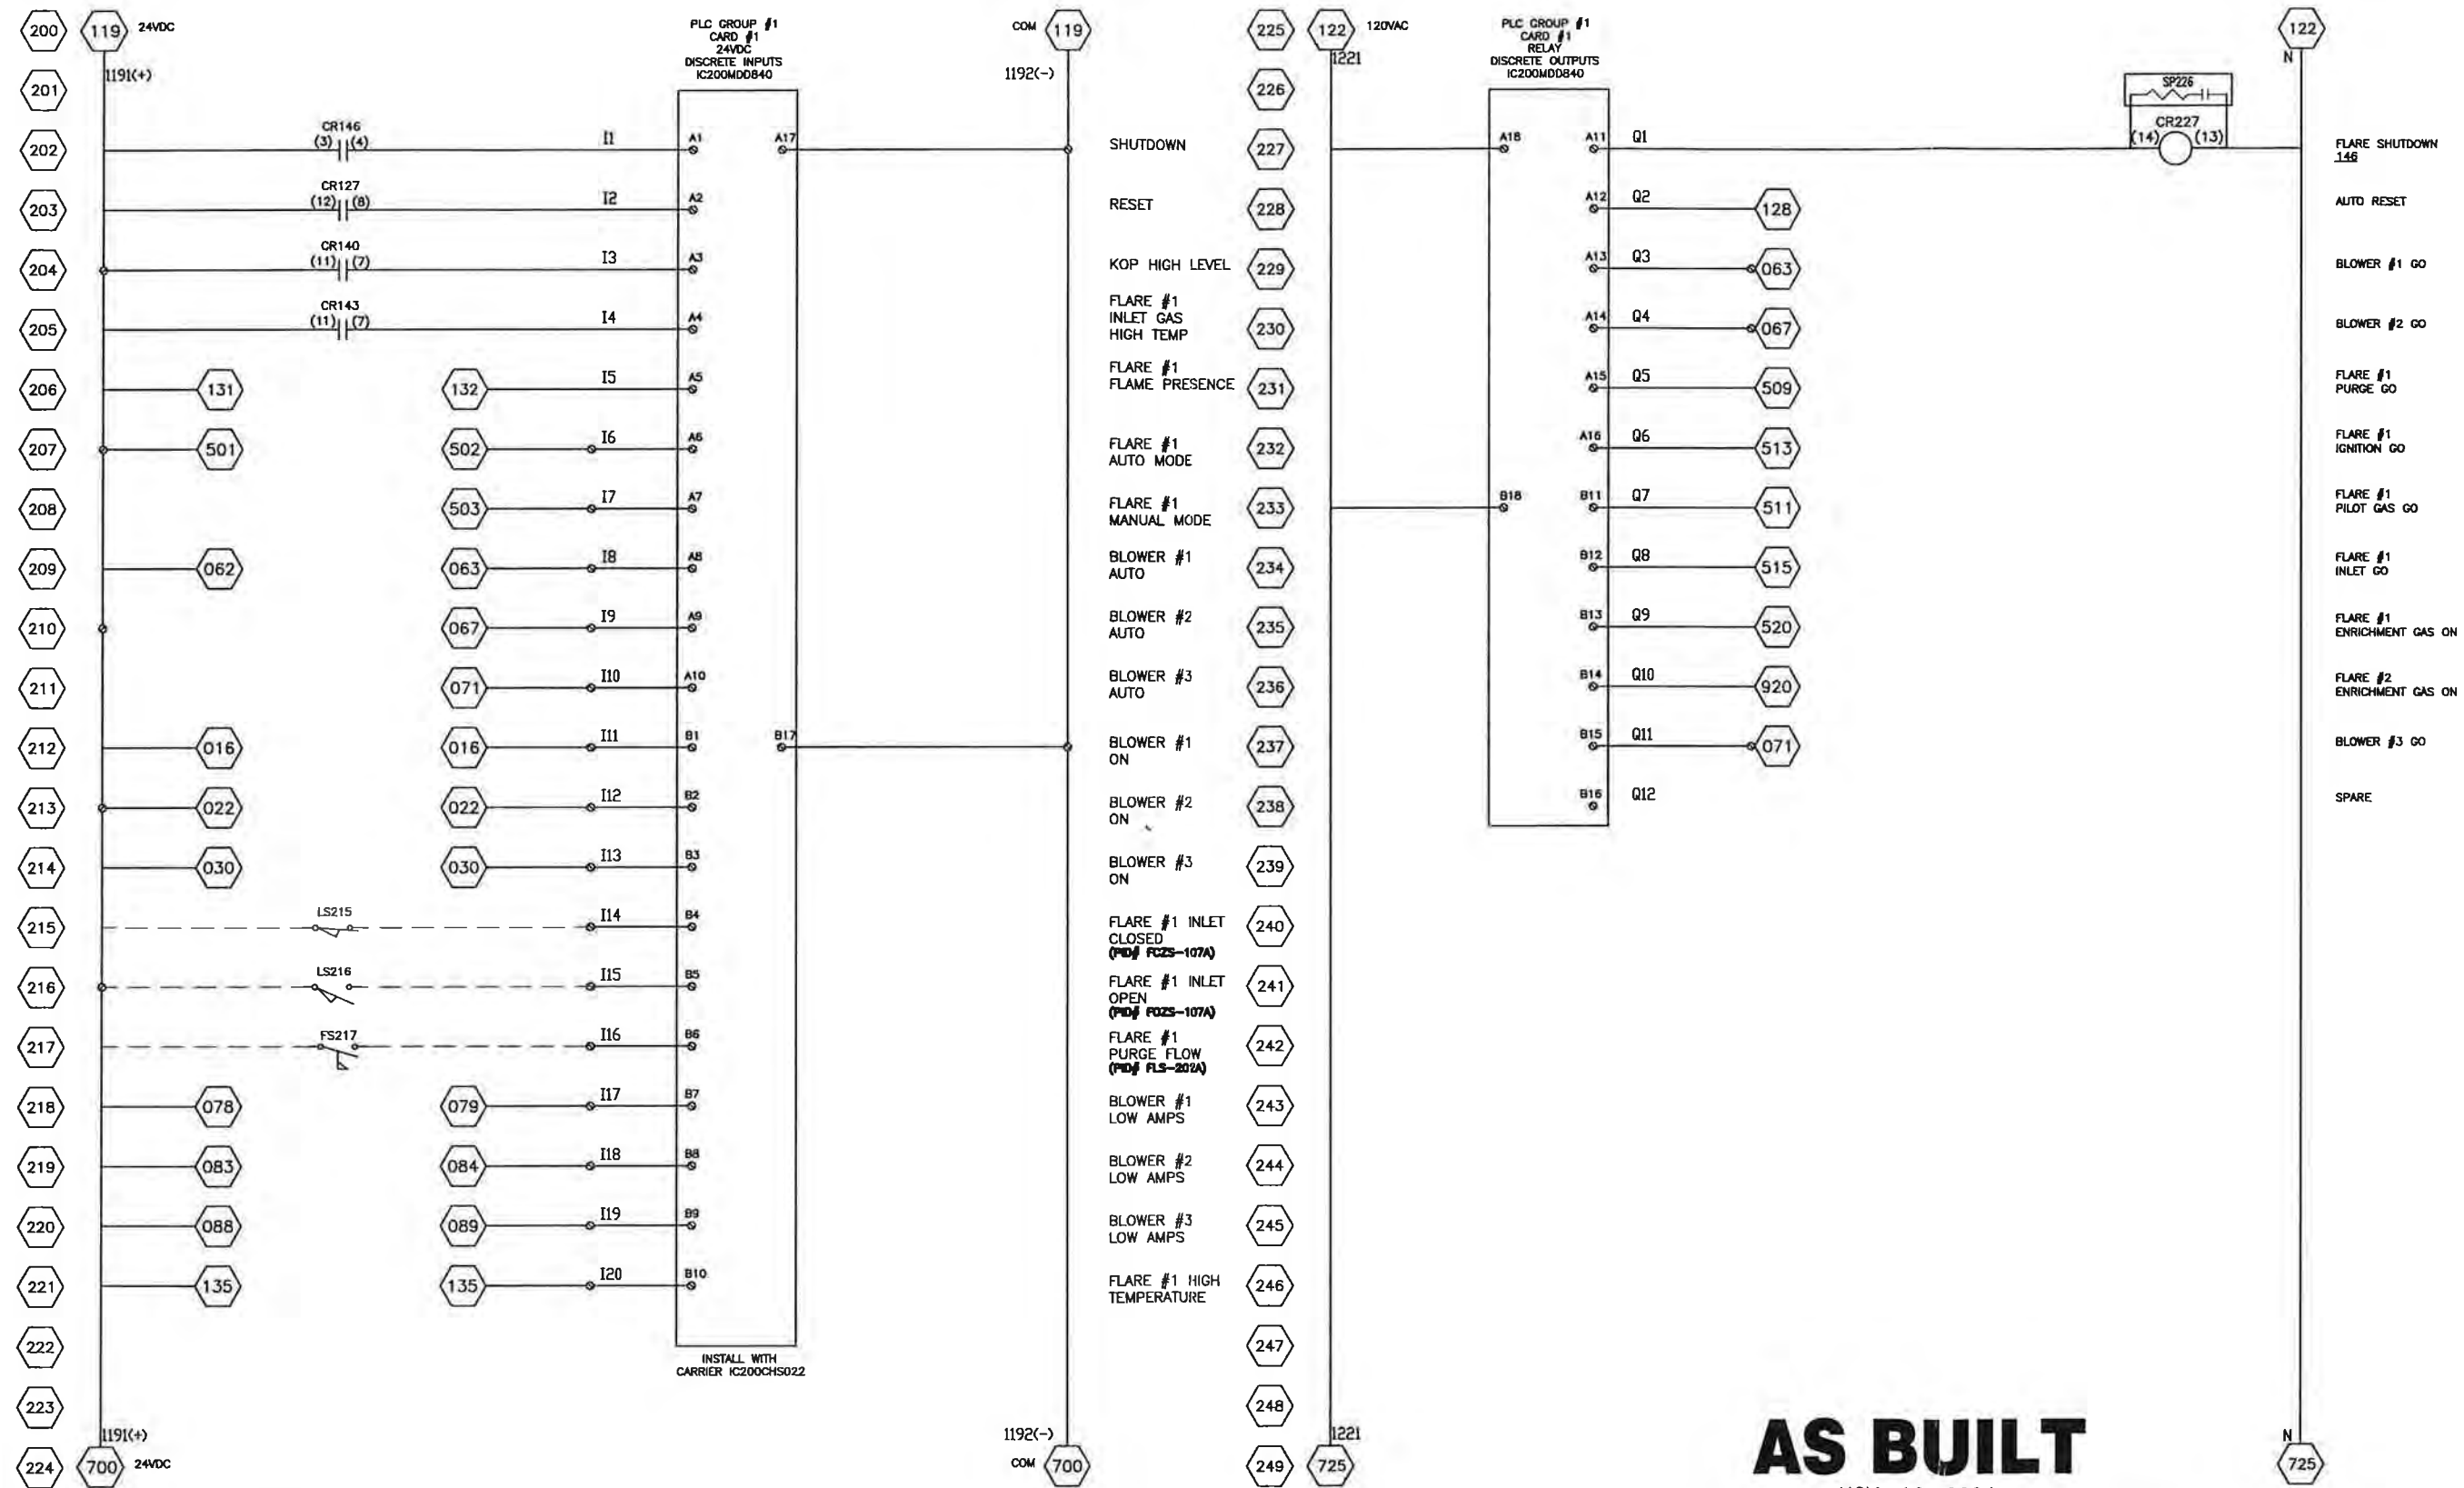 200 119 24VDC
1191(+)
PLC GROUP #1
CARD #1
24VDC
DISCRETE INPUTS
IC200MDD840
COM 119
1192(-)
201
202 CR146 (3) (4) I1 A1 A17 SHUTDOWN
203 CR127 (12) (8) I2 A2 RESET
204 CR140 (11) (7) I3 A3 KOP HIGH LEVEL
205 CR143 (11) (7) I4 A4 FLARE #1
INLET GAS
HIGH TEMP
206 131 132 I5 A5 FLARE #1
FLAME PRESENCE
207 501 502 I6 A6 FLARE #1
AUTO MODE
208 503 I7 A7 FLARE #1
MANUAL MODE
209 062 063 I8 A8 BLOWER #1
AUTO
210 067 I9 A9 BLOWER #2
AUTO
211 071 I10 A10 BLOWER #3
AUTO
212 016 016 I11 B1 B17 BLOWER #1
ON
213 022 022 I12 B2 BLOWER #2
ON
214 030 030 I13 B3 BLOWER #3
ON
215 LS215 I14 B4 FLARE #1 INLET
CLOSED
(PID# FCZS-107A)
216 LS216 I15 B5 FLARE #1 INLET
OPEN
(PID# FOZS-107A)
217 FS217 I16 B6 FLARE #1
PURGE FLOW
(PID# FLS-202A)
218 078 079 I17 B7 BLOWER #1
LOW AMPS
219 083 084 I18 B8 BLOWER #2
LOW AMPS
220 088 089 I19 B9 BLOWER #3
LOW AMPS
221 135 135 I20 B10 FLARE #1 HIGH
TEMPERATURE
222
INSTALL WITH
CARRIER IC200CHS022
223
1191(+) 1192(-)
224 700 24VDC COM 700
225 122 120VAC
1221
PLC GROUP #1
CARD #1
RELAY
DISCRETE OUTPUTS
IC200MDD840
122
N
226 SP226
227 A18 A11 Q1 CR227 (14) (13) FLARE SHUTDOWN
146
228 A12 Q2 128 AUTO RESET
229 A13 Q3 063 BLOWER #1 GO
230 A14 Q4 067 BLOWER #2 GO
231 A15 Q5 509 FLARE #1
PURGE GO
232 A16 Q6 513 FLARE #1
IGNITION GO
233 B18 B11 Q7 511 FLARE #1
PILOT GAS GO
234 B12 Q8 515 FLARE #1
INLET GO
235 B13 Q9 520 FLARE #1
ENRICHMENT GAS ON
236 B14 Q10 920 FLARE #2
ENRICHMENT GAS ON
237 B15 Q11 071 BLOWER #3 GO
238 B16 Q12 SPARE
239
240
241
242
243
244
245
246
247
248
1221 N
249 725 725
AS BUILT